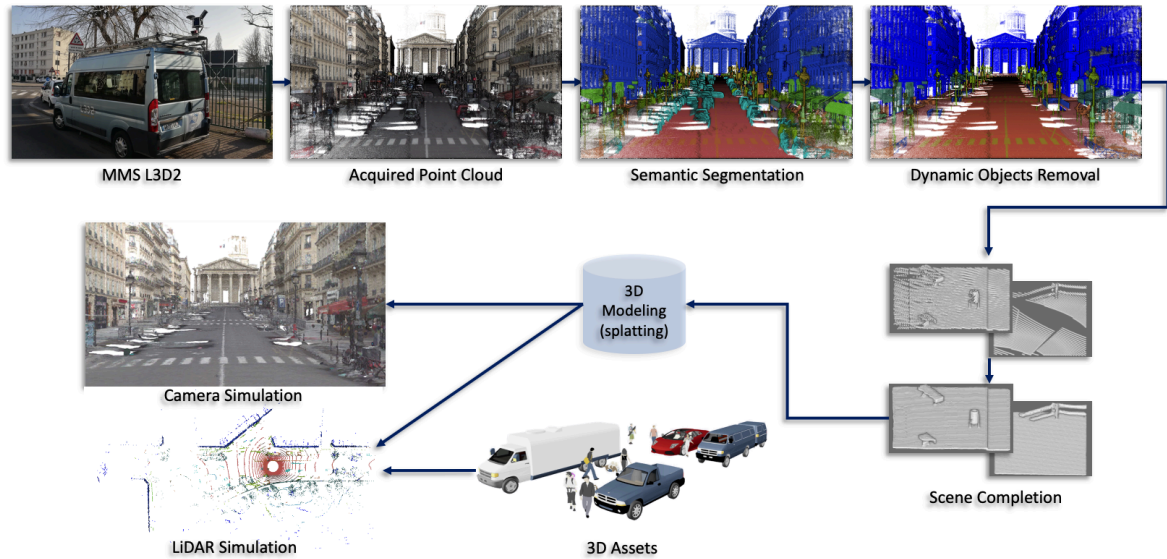 MMS L3D2
Acquired Point Cloud
Semantic Segmentation
Dynamic Objects Removal
3D
Modeling
(splatting)
Camera Simulation
Scene Completion
LiDAR Simulation
3D Assets